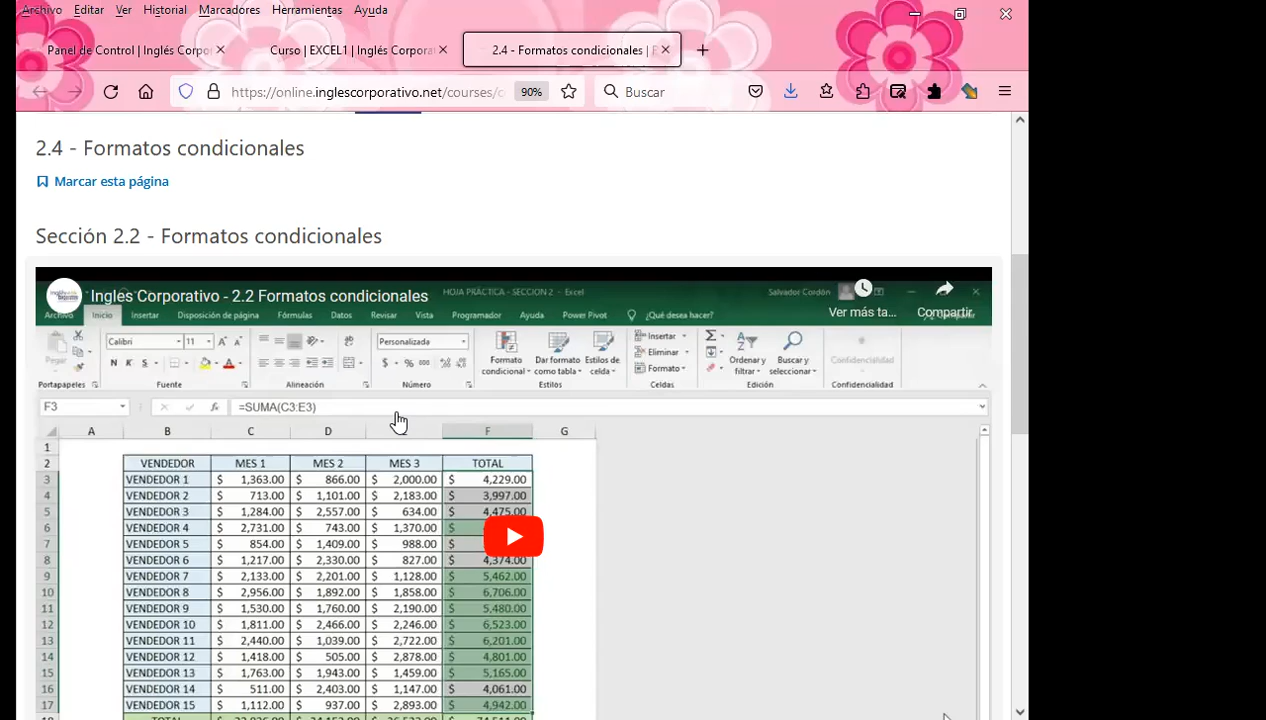 Archivo Editar Ver Historial Marcadores Herramientas Ayuda
Panel de Control | Inglés Corpo
Curso | EXCEL1 | Inglés Corpora
2.4 - Formatos condicionales |
https://online.inglescorporativo.net/courses/c
90%
Buscar
2.4 - Formatos condicionales
Marcar esta página
Sección 2.2 - Formatos condicionales
Ingles Corporativo - 2.2 Formatos condicionales
HOJA PRÁCTICA - SECCION 2 - Excel
Salvador Cordón
Ver más ta...
Compartir
Archivo Inicio Insertar Disposición de página Fórmulas Datos Revisar Vista Programador Ayuda Power Pivot ¿Qué desea hacer?
Pegar
Calibri 11
N K S
Personalizada
$ % 000
Formato condicional
Dar formato como tabla
Estilos de celda
Insertar
Eliminar
Formato
Ordenar y filtrar
Buscar y seleccionar
Confidencialidad
Portapapeles Fuente Alineación Número Estilos Celdas Edición Confidencialidad
F3 fx =SUMA(C3:E3)
A B C D F G
1
2 VENDEDOR MES 1 MES 2 MES 3 TOTAL
3 VENDEDOR 1 $ 1,363.00 $ 866.00 $ 2,000.00 $ 4,229.00
4 VENDEDOR 2 $ 713.00 $ 1,101.00 $ 2,183.00 $ 3,997.00
5 VENDEDOR 3 $ 1,284.00 $ 2,557.00 $ 634.00 $ 4,475.00
6 VENDEDOR 4 $ 2,731.00 $ 743.00 $ 1,370.00 $
7 VENDEDOR 5 $ 854.00 $ 1,409.00 $ 988.00 $
8 VENDEDOR 6 $ 1,217.00 $ 2,330.00 $ 827.00 $ 4,374.00
9 VENDEDOR 7 $ 2,133.00 $ 2,201.00 $ 1,128.00 $ 5,462.00
10 VENDEDOR 8 $ 2,956.00 $ 1,892.00 $ 1,858.00 $ 6,706.00
11 VENDEDOR 9 $ 1,530.00 $ 1,760.00 $ 2,190.00 $ 5,480.00
12 VENDEDOR 10 $ 1,811.00 $ 2,466.00 $ 2,246.00 $ 6,523.00
13 VENDEDOR 11 $ 2,440.00 $ 1,039.00 $ 2,722.00 $ 6,201.00
14 VENDEDOR 12 $ 1,418.00 $ 505.00 $ 2,878.00 $ 4,801.00
15 VENDEDOR 13 $ 1,763.00 $ 1,943.00 $ 1,459.00 $ 5,165.00
16 VENDEDOR 14 $ 511.00 $ 2,403.00 $ 1,147.00 $ 4,061.00
17 VENDEDOR 15 $ 1,112.00 $ 937.00 $ 2,893.00 $ 4,942.00